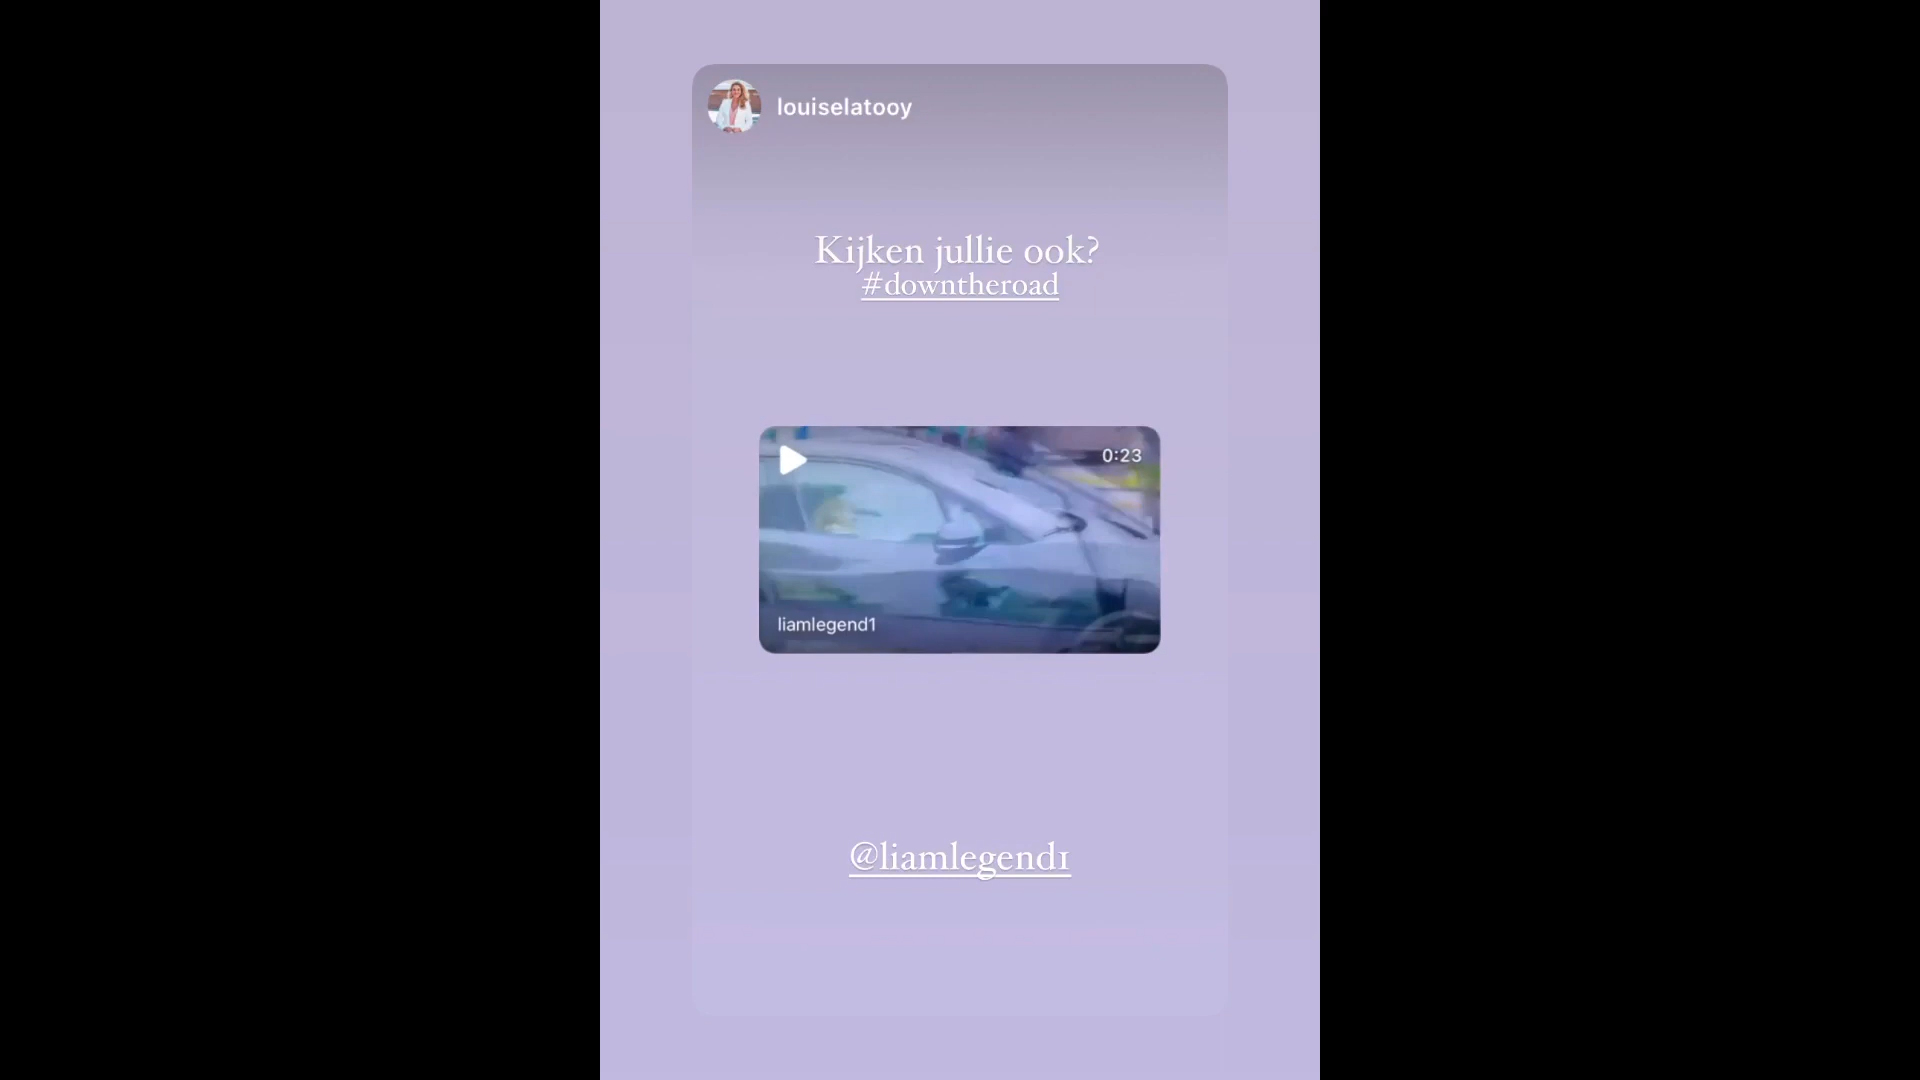 louiselatooy
Kijken jullie ook?
#downtheroad
0:23
liamlegend1
@liamlegend1